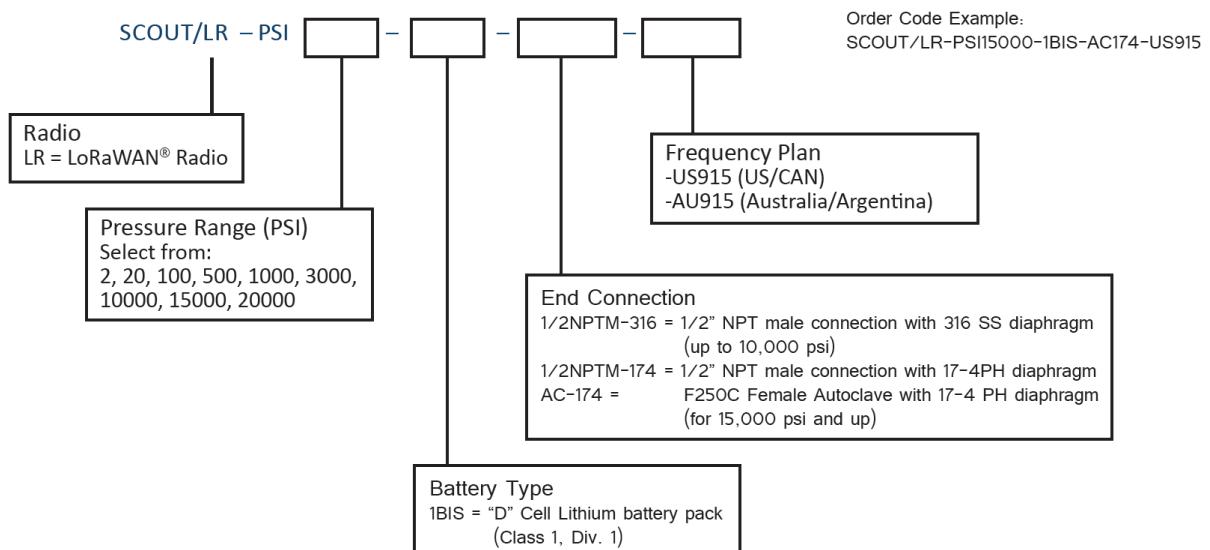 SCOUT/LR – PSI – – –
Order Code Example:
SCOUT/LR-PSI15000-1BIS-AC174-US915
Radio
LR = LoRaWAN® Radio
Pressure Range (PSI)
Select from:
2, 20, 100, 500, 1000, 3000,
10000, 15000, 20000
Frequency Plan
-US915 (US/CAN)
-AU915 (Australia/Argentina)
End Connection
1/2NPTM-316 = 1/2” NPT male connection with 316 SS diaphragm
(up to 10,000 psi)
1/2NPTM-174 = 1/2” NPT male connection with 17-4PH diaphragm
AC-174 = F250C Female Autoclave with 17-4 PH diaphragm
(for 15,000 psi and up)
Battery Type
1BIS = “D” Cell Lithium battery pack
(Class 1, Div. 1)